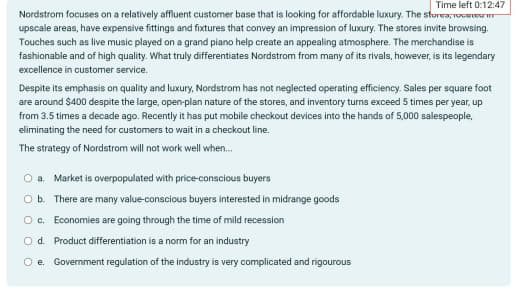 Time left 0:12:47
Nordstrom focuses on a relatively affluent customer base that is looking for affordable luxury. The
upscale areas, have expensive fittings and fixtures that convey an impression of luxury. The stores invite browsing.
Touches such as live music played on a grand piano help create an appealing atmosphere. The merchandise is
fashionable and of high quality. What truly differentiates Nordstrom from many of its rivals, however, is its legendary
excellence in customer service.
Despite its emphasis on quality and luxury, Nordstrom has not neglected operating efficiency. Sales per square foot
are around $400 despite the large, open-plan nature of the stores, and inventory turns exceed 5 times per year, up
from 3.5 times a decade ago. Recently it has put mobile checkout devices into the hands of 5,000 salespeople,
eliminating the need for customers to wait in a checkout line.
The strategy of Nordstrom will not work well when...
a. Market is overpopulated with price-conscious buyers
b. There are many value-conscious buyers interested in midrange goods
c. Economies are going through the time of mild recession
d. Product differentiation is a norm for an industry
e. Government regulation of the industry is very complicated and rigourous